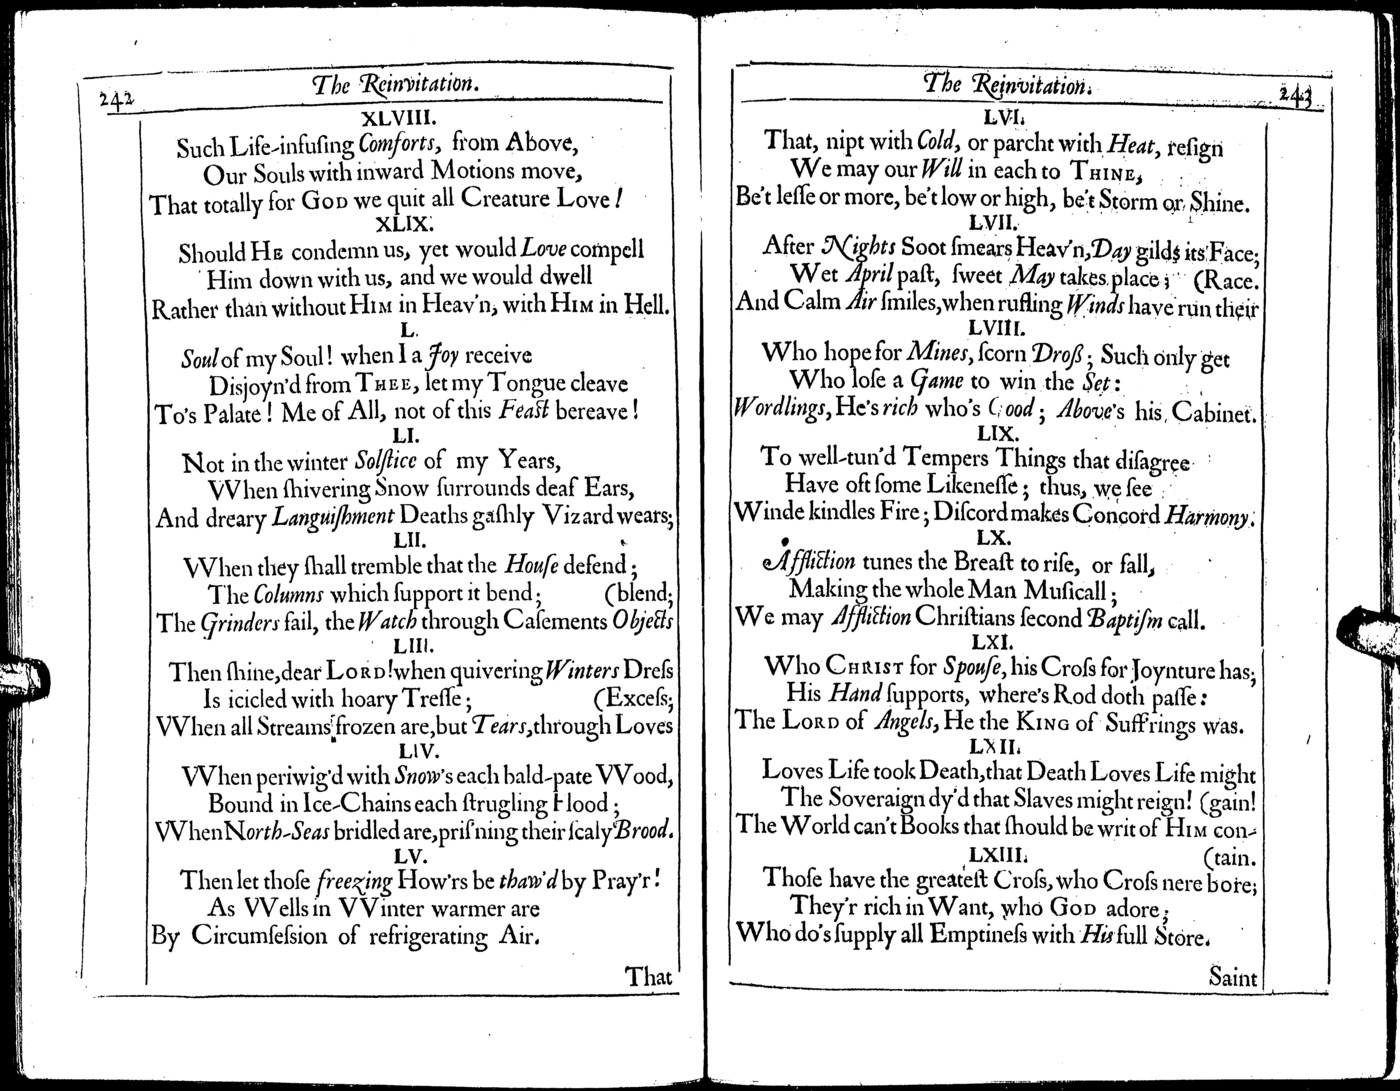 242
The Reinvitation.
XLVIII.
Such Life-infuſing Comforts, from Above,
Our Souls with inward Motions move,
That totally for GOD we quit all Creature Love!
XLIX.
Should HE condemn us, yet would Love compell
Him down with us, and we would dwell
Rather than without HIM in Heav'n, with HIM in Hell.
L.
Soul of my Soul! when I a Joy receive
Disjoyn'd from THEE, let my Tongue cleave
To's Palate! Me of All, not of this Feaſt bereave!
LI.
Not in the winter Solſtice of my Years,
VVhen ſhivering Snow ſurrounds deaf Ears,
And dreary Languiſhment Deaths gaſhly Vizard wears;
LII.
VVhen they ſhall tremble that the Houſe defend;
The Columns which ſupport it bend; (blend;
The Grinders fail, the Watch through Caſements Objects
LIII.
Then ſhine, dear LORD! when quivering Winters Dreſs
Is icicled with hoary Treſſe; (Exceſs;
VVhen all Streams frozen are, but Tears, through Loves
LIV.
VVhen periwig'd with Snow's each bald-pate VVood,
Bound in Ice-Chains each ſtrugling Flood;
VVhen North-Seas bridled are, priſ'ning their ſcaly Brood.
LV.
Then let thoſe freezing How'rs be thaw'd by Pray'r!
As VVells in VVinter warmer are
By Circumſeſsion of refrigerating Air.
That
The Reinvitation.
243
LVI.
That, nipt with Cold, or parcht with Heat, reſign
We may our Will in each to THINE,
Be't leſſe or more, be't low or high, be't Storm or Shine.
LVII.
After Nights Soot ſmears Heav'n, Day gilds its Face;
Wet April paſt, ſweet May takes place; (Race.
And Calm Air ſmiles, when ruffling Winds have run their
LVIII.
Who hope for Mines, ſcorn Droß; Such only get
Who loſe a Game to win the Set:
Wordlings, He's rich who's Good; Above's his Cabinet.
LIX.
To well-tun'd Tempers Things that diſagree
Have oft ſome Likeneſſe; thus, we ſee
Winde kindles Fire; Diſcord makes Concord Harmony.
LX.
Affliction tunes the Breaſt to riſe, or fall,
Making the whole Man Muſicall;
We may Affliction Chriſtians ſecond Baptiſm call.
LXI.
Who CHRIST for Spouſe, his Croſs for Joynture has;
His Hand ſupports, where's Rod doth paſſe:
The LORD of Angels, He the KING of Suff'rings was.
LXII.
Loves Life took Death, that Death Loves Life might
The Soveraign dy'd that Slaves might reign! (gain!
The World can't Books that ſhould be writ of HIM con-
LXIII. (tain.
Thoſe have the greateſt Croſs, who Croſs nere bore;
They'r rich in Want, who GOD adore;
Who do's ſupply all Emptineſs with His full Store.
Saint